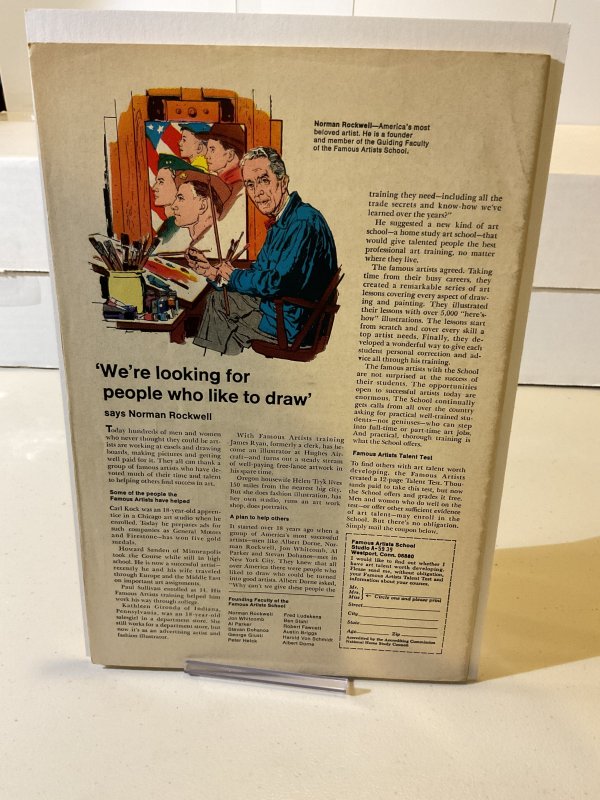 Norman Rockwell—America's most
beloved artist. He is a founder
and member of the Guiding Faculty
of the Famous Artists School.
'We're looking for
people who like to draw'
says Norman Rockwell
Today hundreds of men and women
who never thought they could be art-
ists are working at easels and drawing
boards, making pictures and getting
well paid for it. They all can thank a
group of famous artists who have de-
voted much of their time and talent
to helping others find success in art.
Some of the people the
Famous Artists have helped
Carl Kock was an 18-year-old appren-
tice in a Chicago art studio when he
enrolled. Today he prepares ads for
such companies as General Motors
and Firestone—has won five gold
medals.
Howard Sanden of Minneapolis
took the Course while still in high
school. He is now a successful artist—
recently he and his wife traveled
through Europe and the Middle East
on important art assignments.
Paul Sullivan enrolled at 14. His
Famous Artists training helped him
work his way through college.
Kathleen Gironda of Indiana,
Pennsylvania, was an 18-year-old
salesgirl in a department store. She
still works for a department store, but
now it's as an advertising artist and
fashion illustrator.
With Famous Artists training
James Ryan, formerly a clerk, has be-
come an illustrator at Hughes Air-
craft—and turns out a steady stream
of well-paying free-lance artwork in
his spare time.
Oregon housewife Helen Tryk lives
150 miles from the nearest big city.
But she does fashion illustration, has
her own studio, runs an art work
shop, does portraits.
A plan to help others
It started over 18 years ago when a
group of America's most successful
artists—men like Albert Dorne, Nor-
man Rockwell, Jon Whitcomb, Al
Parker and Stevan Dohanos—met in
New York City. They knew that all
over America there were people who
liked to draw who could be turned
into good artists. Albert Dorne asked,
"Why can't we give these people the
Founding Faculty of the
Famous Artists School
Norman Rockwell
Jon Whitcomb
Al Parker
Stevan Dohanos
George Giusti
Peter Helck
Fred Ludekens
Ben Stahl
Robert Fawcett
Austin Briggs
Harold Von Schmidt
Albert Dorne
training they need—including all the
trade secrets and know-how we've
learned over the years?"
He suggested a new kind of art
school—a home study art school—that
would give talented people the best
professional art training, no matter
where they live.
The famous artists agreed. Taking
time from their busy careers, they
created a remarkable series of art
lessons covering every aspect of draw-
ing and painting. They illustrated
their lessons with over 5,000 "here's-
how" illustrations. The lessons start
from scratch and cover every skill a
top artist needs. Finally, they de-
veloped a wonderful way to give each
student personal correction and ad-
vice all through his training.
The famous artists with the School
are not surprised at the success of
their students. The opportunities
open to successful artists today are
enormous. The School continually
gets calls from all over the country
asking for practical well-trained stu-
dents—not geniuses—who can step
into full-time or part-time art jobs.
And practical, thorough training is
what the School offers.
Famous Artists Talent Test
To find others with art talent worth
developing, the Famous Artists
created a 12-page Talent Test. Thou-
sands paid to take this test, but now
the School offers and grades it free.
Men and women who do well on the
test—or offer other sufficient evidence
of art talent—may enroll in the
School. But there's no obligation.
Simply mail the coupon below.
Famous Artists School
Studio
Westport, Conn. 06880
I would like to find out whether I
have art talent worth developing.
Please send me, without obligation,
your Famous Artists Talent Test and
information about your courses.
Mr.
Mrs.
Miss ← Circle one and please print
Street
City
State
Age Zip
Accredited by the Accrediting Commission
National Home Study Council